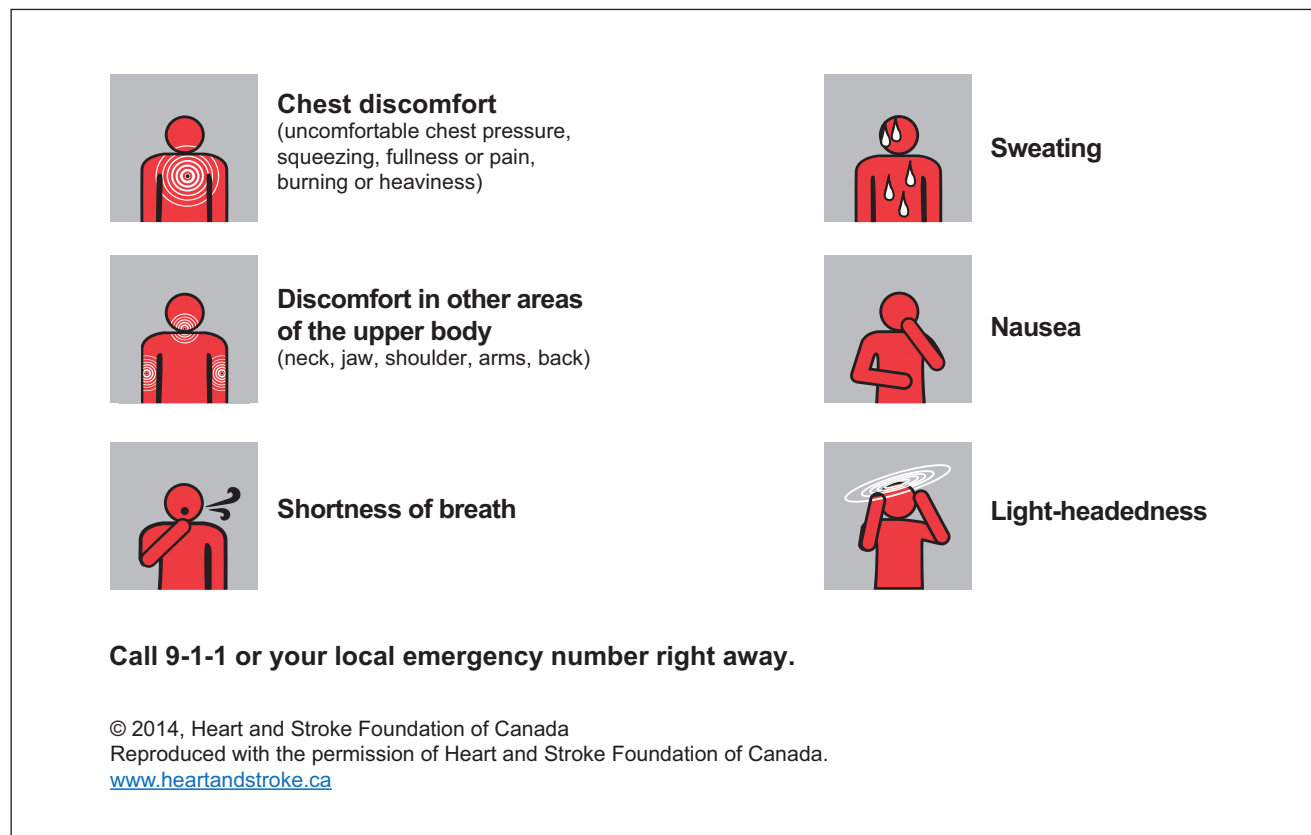 Chest discomfort
(uncomfortable chest pressure,
squeezing, fullness or pain,
burning or heaviness)
Discomfort in other areas
of the upper body
(neck, jaw, shoulder, arms, back)
Shortness of breath
Sweating
Nausea
Light-headedness
Call 9-1-1 or your local emergency number right away.
© 2014, Heart and Stroke Foundation of Canada
Reproduced with the permission of Heart and Stroke Foundation of Canada.
www.heartandstroke.ca